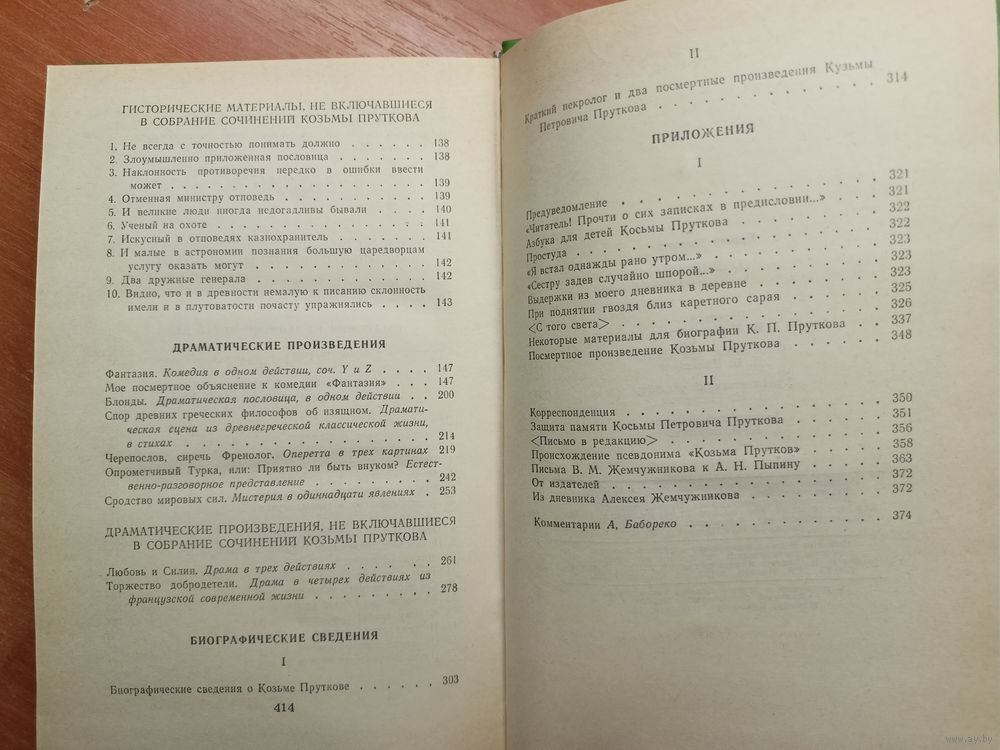 ГИСТОРИЧЕСКИЕ МАТЕРИАЛЫ, НЕ ВКЛЮЧАВШИЕСЯ
В СОБРАНИЕ СОЧИНЕНИЙ КОЗЬМЫ ПРУТКОВА
1. Не всегда с точностью понимать должно . . . . . . 138
2. Злоумышленно приложенная пословица . . . . . . . 138
3. Наклонность противоречия нередко в ошибки ввести
может . . . . . . . . . . . . . . . . . . . 139
4. Отменная министру отповедь . . . . . . . . . . . 139
5. И великие люди иногда недогадливы бывали . . . . 140
6. Ученый на охоте . . . . . . . . . . . . . . . 141
7. Искусный в отповедях казнохранитель . . . . . . . 141
8. И малые в астрономии познания большую царедворцам
услугу оказать могут . . . . . . . . . . . . . 142
9. Два дружные генерала . . . . . . . . . . . . . 142
10. Видно, что и в древности немалую к писанию склонность
имели и в плутоватости почасту упражнялись . . . . 143
ДРАМАТИЧЕСКИЕ ПРОИЗВЕДЕНИЯ
Фантазия. Комедия в одном действии, соч. Y и Z . . . . 147
Мое посмертное объяснение к комедии «Фантазия» . . . 147
Блонды. Драматическая пословица, в одном действии . . 200
Спор древних греческих философов об изящном. Драмати-
ческая сцена из древнегреческой классической жизни,
в стихах . . . . . . . . . . . . . . . . . . 214
Черепослов, сиречь Френолог. Оперетта в трех картинах 219
Опрометчивый Турка, или: Приятно ли быть внуком? Естест-
венно-разговорное представление . . . . . . . . . 242
Сродство мировых сил. Мистерия в одиннадцати явлениях . 253
ДРАМАТИЧЕСКИЕ ПРОИЗВЕДЕНИЯ, НЕ ВКЛЮЧАВШИЕСЯ
В СОБРАНИЕ СОЧИНЕНИЙ КОЗЬМЫ ПРУТКОВА
Любовь и Силин. Драма в трех действиях . . . . . . 261
Торжество добродетели. Драма в четырех действиях из
французской современной жизни . . . . . . . . . 278
БИОГРАФИЧЕСКИЕ СВЕДЕНИЯ
I
Биографические сведения о Козьме Пруткове . . . . . . 303
414
II
Краткий некролог и два посмертные произведения Кузьмы
Петровича Пруткова . . . . . . . . . . . . . 314
ПРИЛОЖЕНИЯ
I
Предуведомление . . . . . . . . . . . . . . . 321
«Читатель! Прочти о сих записках в предисловии...» . . 321
Азбука для детей Косьмы Пруткова . . . . . . . . . 322
Простуда . . . . . . . . . . . . . . . . . . 322
«Я встал однажды рано утром...» . . . . . . . . . 323
«Сестру задев случайно шпорой...» . . . . . . . . . 323
Выдержки из моего дневника в деревне . . . . . . . 323
При поднятии гвоздя близ каретного сарая . . . . . . 325
<С того света> . . . . . . . . . . . . . . . . 326
Некоторые материалы для биографии К. П. Пруткова . . 337
Посмертное произведение Козьмы Пруткова . . . . . . 348
II
Корреспонденция . . . . . . . . . . . . . . . 350
Защита памяти Косьмы Петровича Пруткова . . . . . . 351
<Письмо в редакцию> . . . . . . . . . . . . . . 356
Происхождение псевдонима «Козьма Прутков» . . . . . 358
Письма В. М. Жемчужникова к А. Н. Пыпину . . . . . 363
От издателей . . . . . . . . . . . . . . . . . 372
Из дневника Алексея Жемчужникова . . . . . . . . . 372
Комментарии А. Бабореко . . . . . . . . . . . . 374
www.ay.by